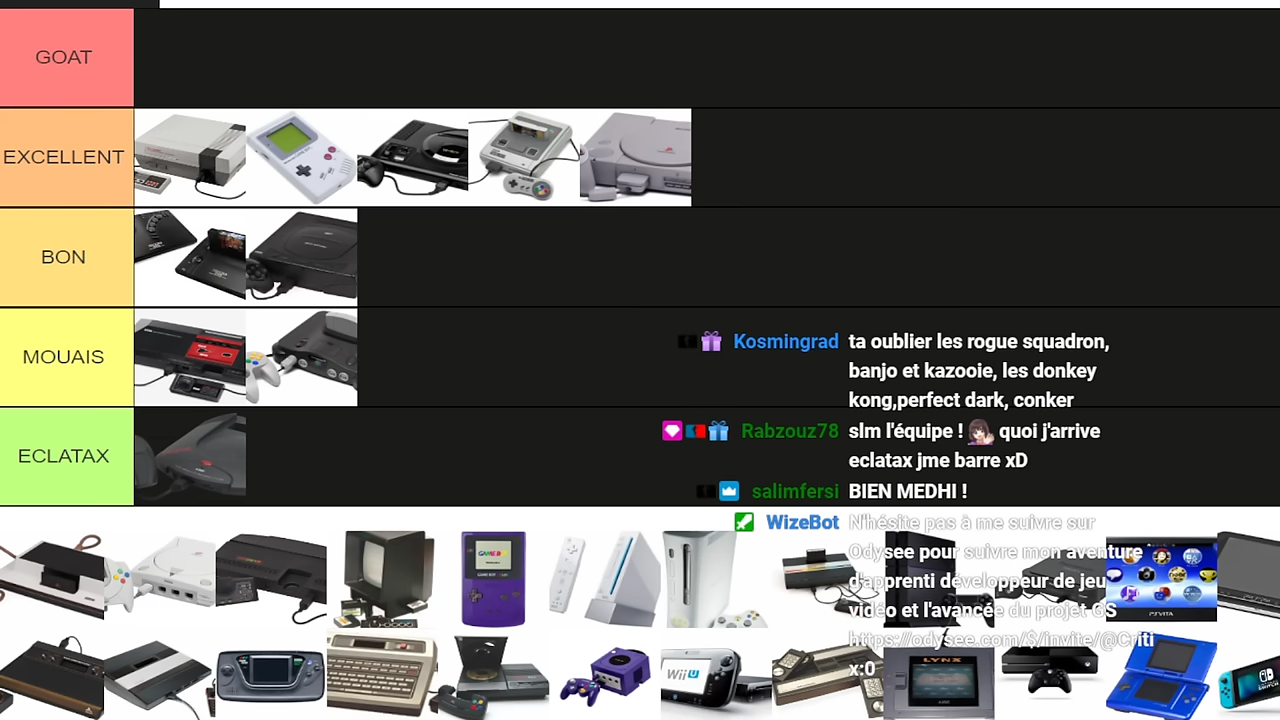 GOAT
EXCELLENT
BON
MOUAIS
ECLATAX
Kosmingrad ta oublier les rogue squadron,
banjo et kazooie, les donkey
kong,perfect dark, conker
Rabzouz78 slm l'équipe ! quoi j'arrive
eclatax jme barre xD
salimfersi BIEN MEDHI !
WizeBot N'hésite pas à me suivre sur
Odysee pour suivre mon aventure
d'apprenti développeur de jeu
vidéo et l'avancée du projet GS
https://odysee.com/$/invite/@Criti
x:0
GAME BOY
PSVITA
WiiU
LYNX